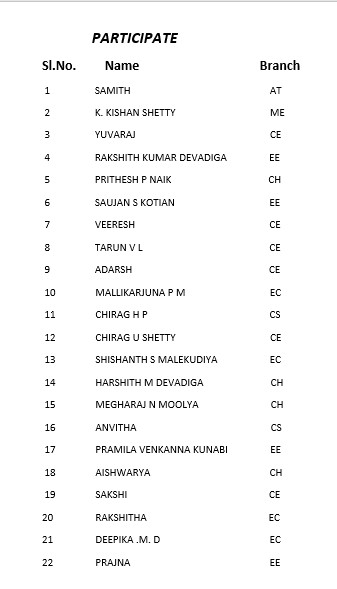 PARTICIPATE
Sl.No. Name Branch
1 SAMITH AT
2 K. KISHAN SHETTY ME
3 YUVARAJ CE
4 RAKSHITH KUMAR DEVADIGA EE
5 PRITHESH P NAIK CH
6 SAUJAN S KOTIAN EE
7 VEERESH CE
8 TARUN V L CE
9 ADARSH CE
10 MALLIKARJUNA P M EC
11 CHIRAG H P CS
12 CHIRAG U SHETTY CE
13 SHISHANTH S MALEKUDIYA EC
14 HARSHITH M DEVADIGA CH
15 MEGHARAJ N MOOLYA CH
16 ANVITHA CS
17 PRAMILA VENKANNA KUNABI EE
18 AISHWARYA CH
19 SAKSHI CE
20 RAKSHITHA EC
21 DEEPIKA .M. D EC
22 PRAJNA EE